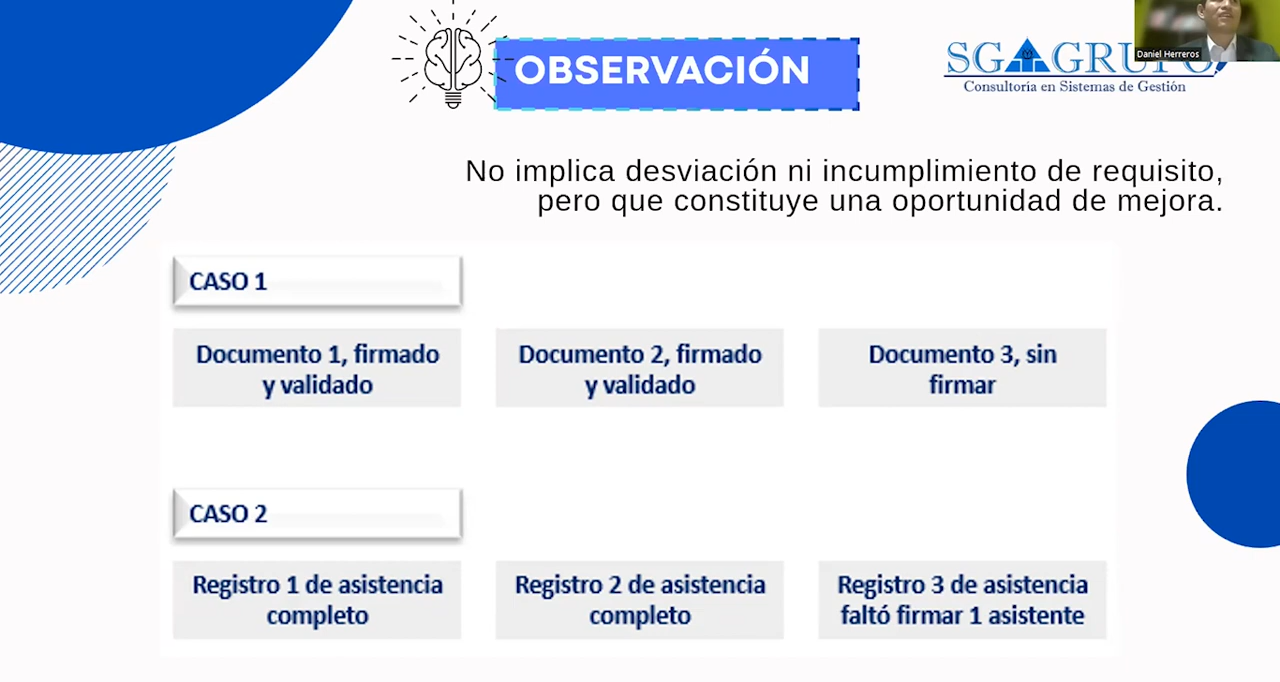 OBSERVACIÓN
SG GRUPO
Consultoría en Sistemas de Gestión
Daniel Herreros
No implica desviación ni incumplimiento de requisito,
pero que constituye una oportunidad de mejora.
CASO 1
Documento 1, firmado
y validado
Documento 2, firmado
y validado
Documento 3, sin
firmar
CASO 2
Registro 1 de asistencia
completo
Registro 2 de asistencia
completo
Registro 3 de asistencia
faltó firmar 1 asistente